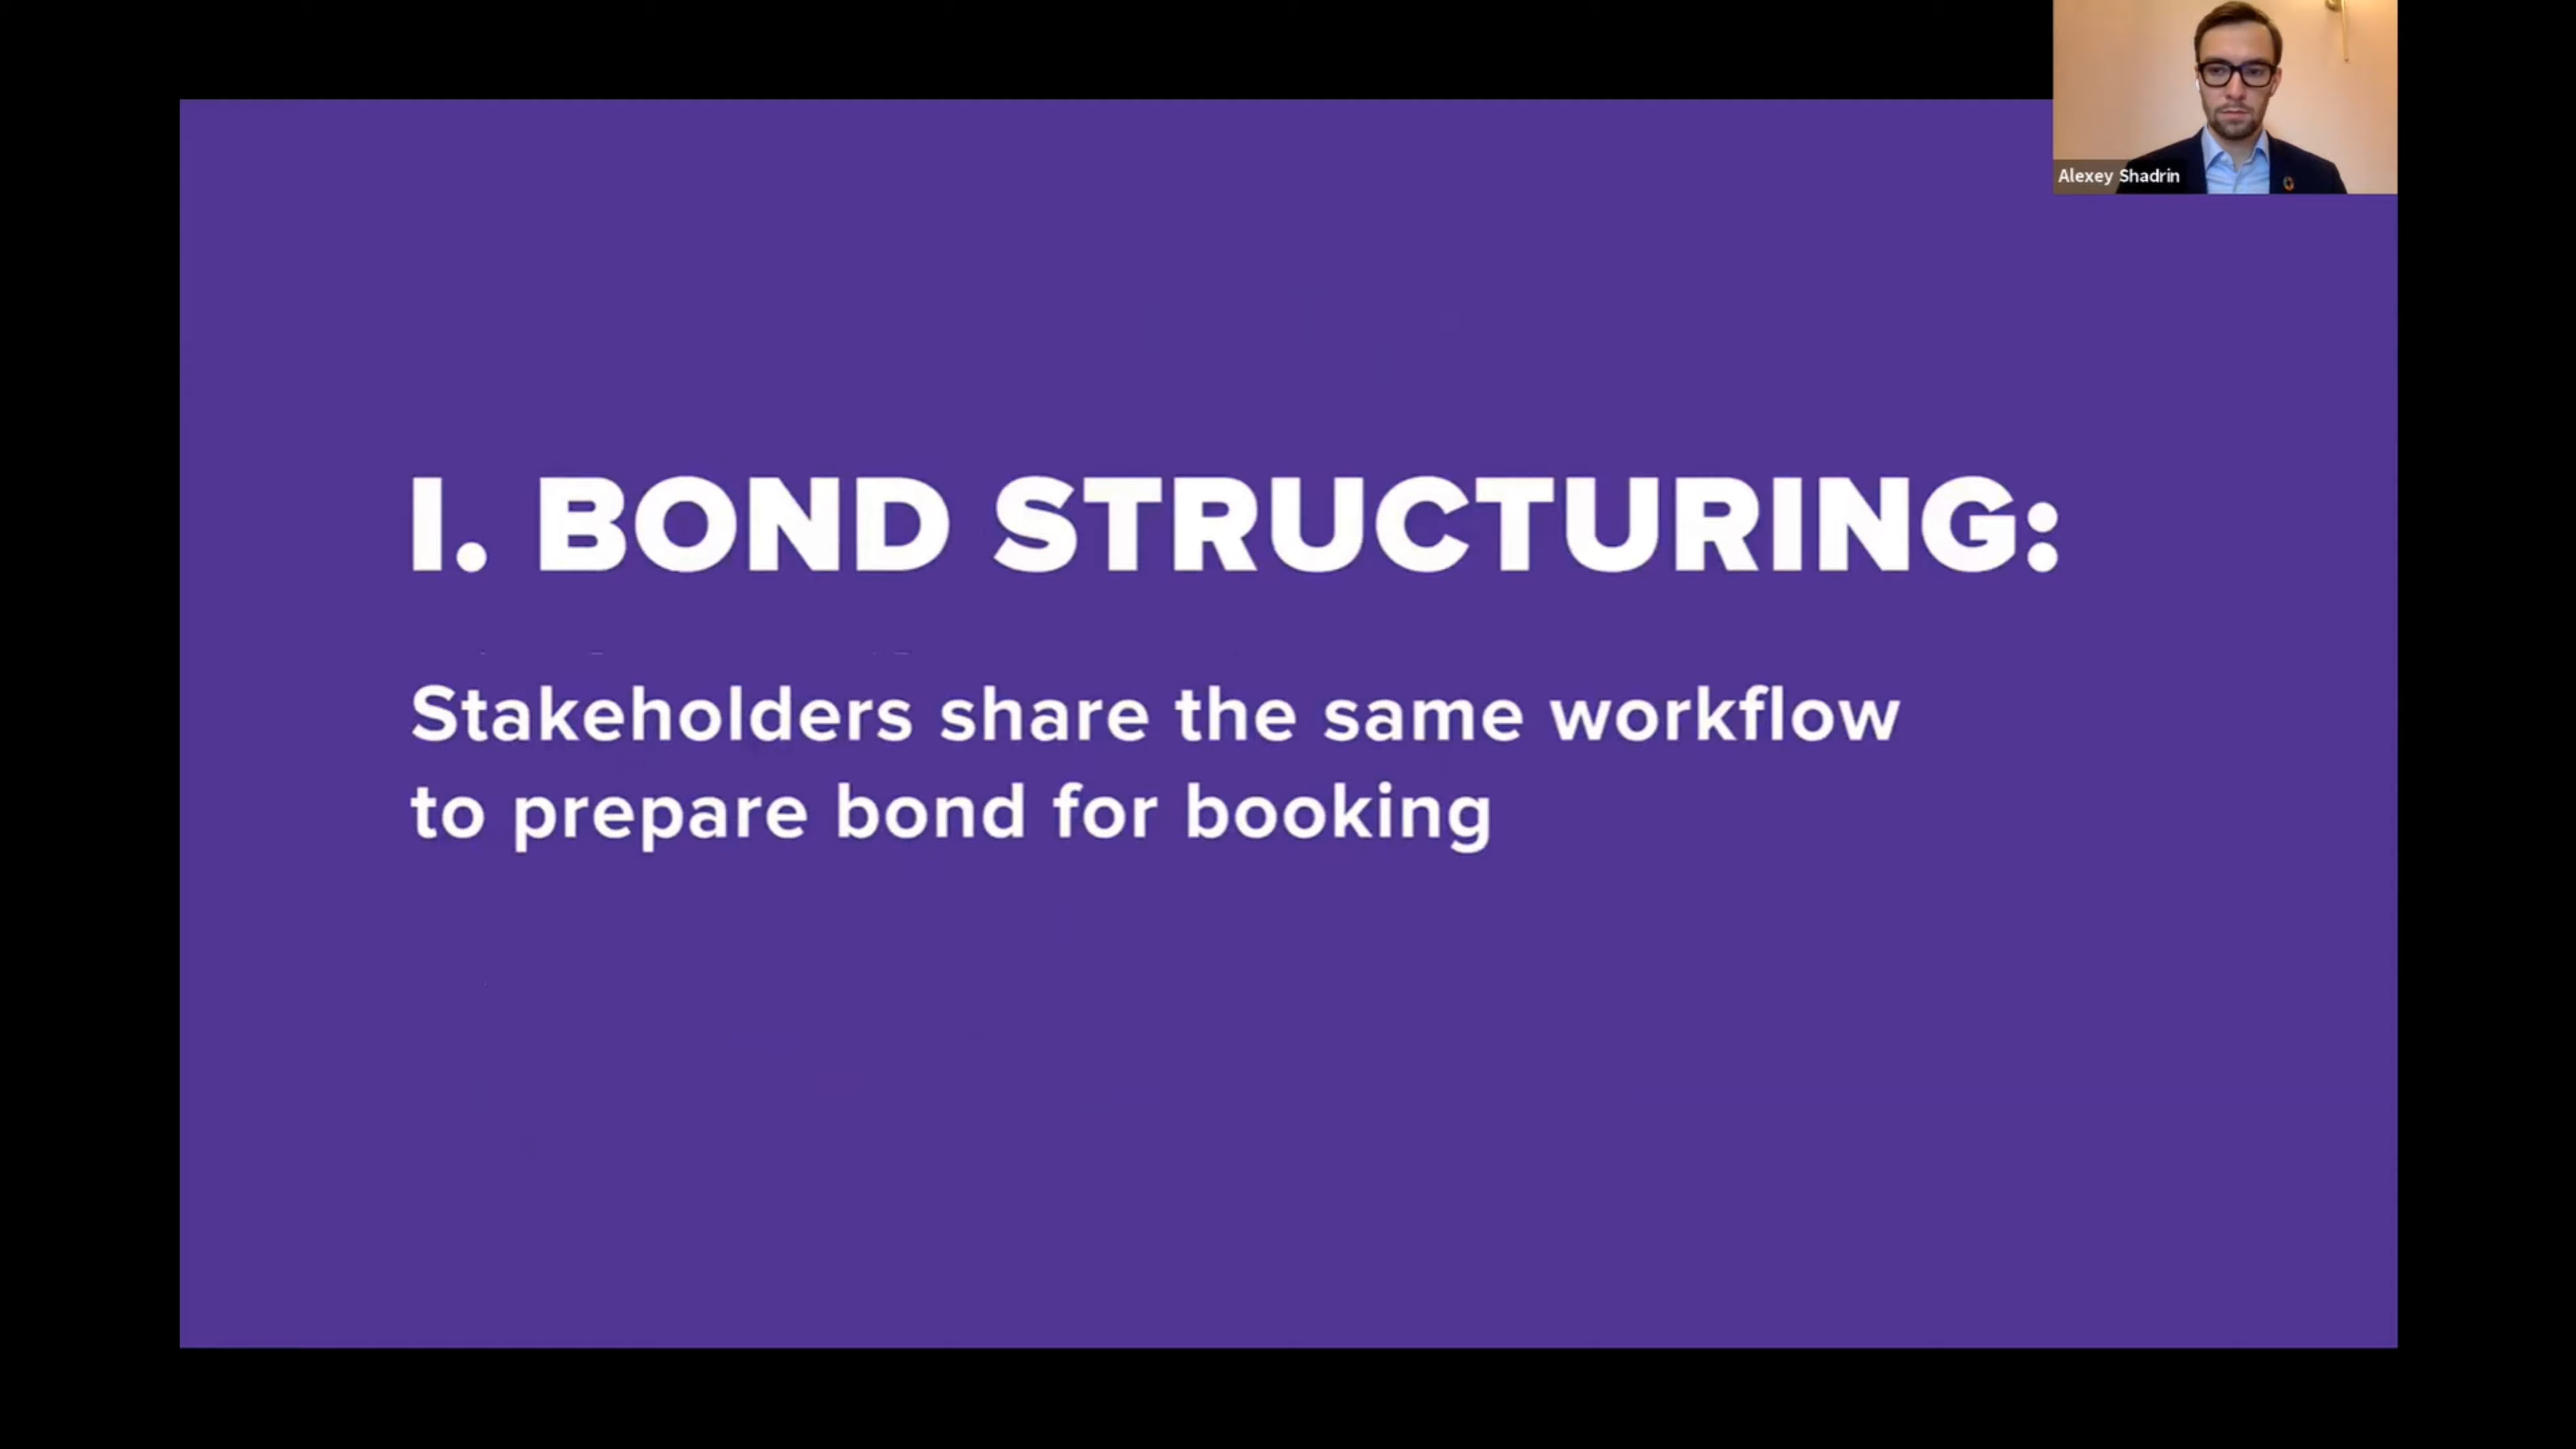 Alexey Shadrin
I. BOND STRUCTURING:
Stakeholders share the same workflow
to prepare bond for booking